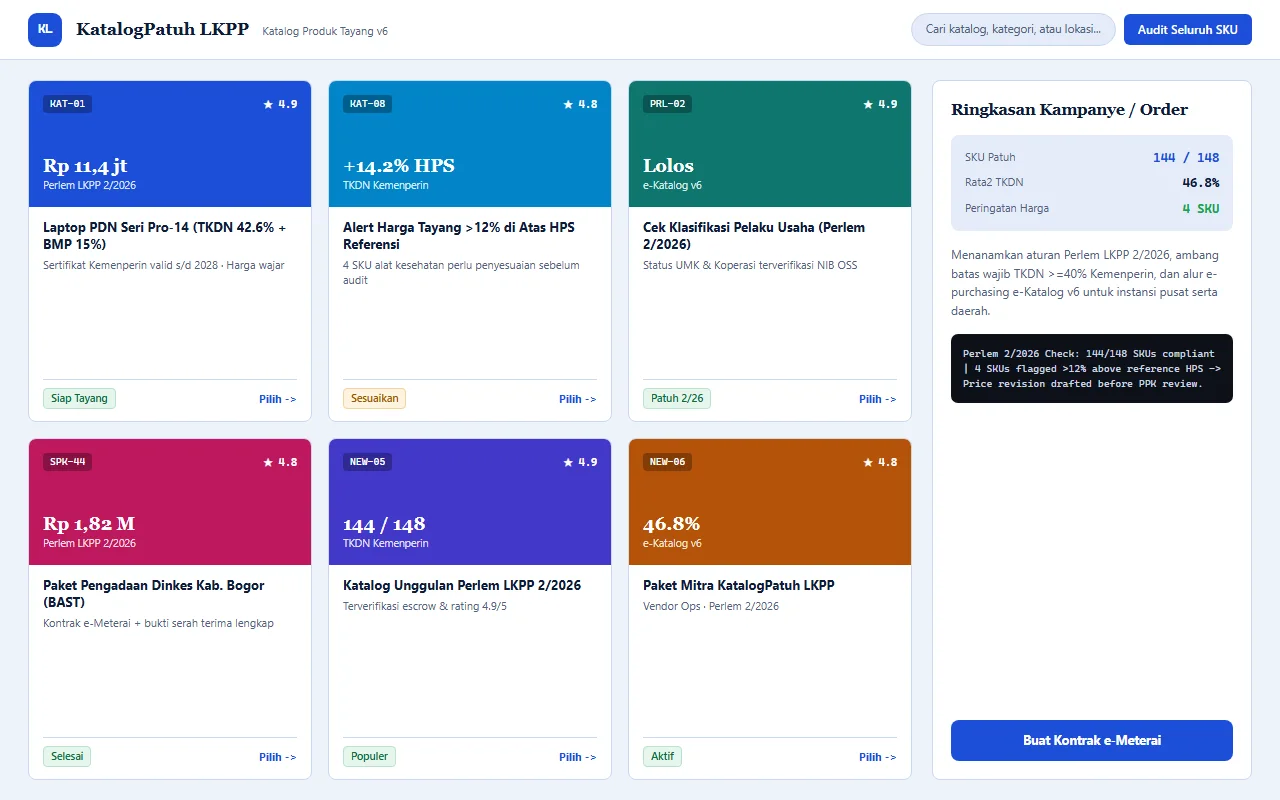 KL
KatalogPatuh LKPP
Katalog Produk Tayang v6
Cari katalog, kategori, atau lokasi...
Audit Seluruh SKU
KAT-01
★ 4.9
Rp 11,4 jt
Perlem LKPP 2/2026
Laptop PDN Seri Pro-14 (TKDN 42.6% +
BMP 15%)
Sertifikat Kemenperin valid s/d 2028 · Harga wajar
Siap Tayang
Pilih ->
KAT-08
★ 4.8
+14.2% HPS
TKDN Kemenperin
Alert Harga Tayang >12% di Atas HPS
Referensi
4 SKU alat kesehatan perlu penyesuaian sebelum
audit
Sesuaikan
Pilih ->
PRL-02
★ 4.9
Lolos
e-Katalog v6
Cek Klasifikasi Pelaku Usaha (Perlem
2/2026)
Status UMK & Koperasi terverifikasi NIB OSS
Patuh 2/26
Pilih ->
SPK-44
★ 4.8
Rp 1,82 M
Perlem LKPP 2/2026
Paket Pengadaan Dinkes Kab. Bogor
(BAST)
Kontrak e-Meterai + bukti serah terima lengkap
Selesai
Pilih ->
NEW-05
★ 4.9
144 / 148
TKDN Kemenperin
Katalog Unggulan Perlem LKPP 2/2026
Terverifikasi escrow & rating 4.9/5
Populer
Pilih ->
NEW-06
★ 4.8
46.8%
e-Katalog v6
Paket Mitra KatalogPatuh LKPP
Vendor Ops · Perlem 2/2026
Aktif
Pilih ->
Ringkasan Kampanye / Order
SKU Patuh
144 / 148
Rata2 TKDN
46.8%
Peringatan Harga
4 SKU
Menanamkan aturan Perlem LKPP 2/2026, ambang
batas wajib TKDN >=40% Kemenperin, dan alur e-
purchasing e-Katalog v6 untuk instansi pusat serta
daerah.
Perlem 2/2026 Check: 144/148 SKUs compliant
| 4 SKUs flagged >12% above reference HPS ->
Price revision drafted before PPK review.
Buat Kontrak e-Meterai